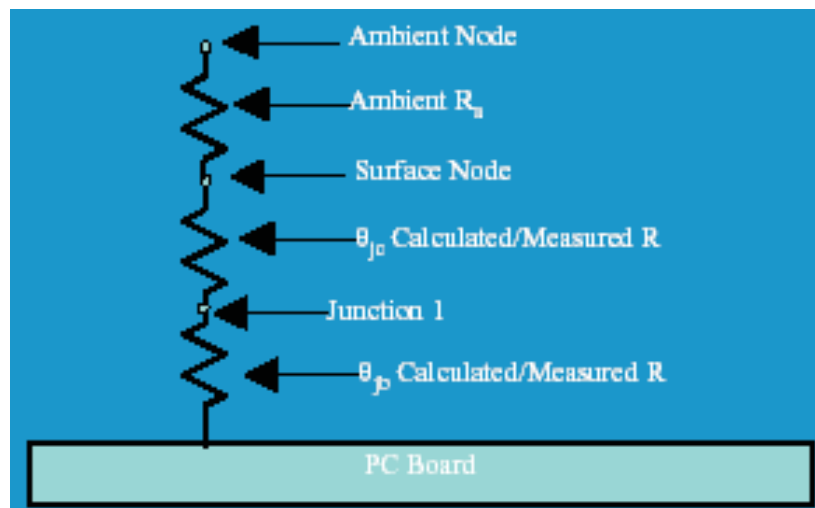 Ambient Node
Ambient Rₐ
Surface Node
θjc Calculated/Measured R
Junction 1
θjb Calculated/Measured R
PC Board